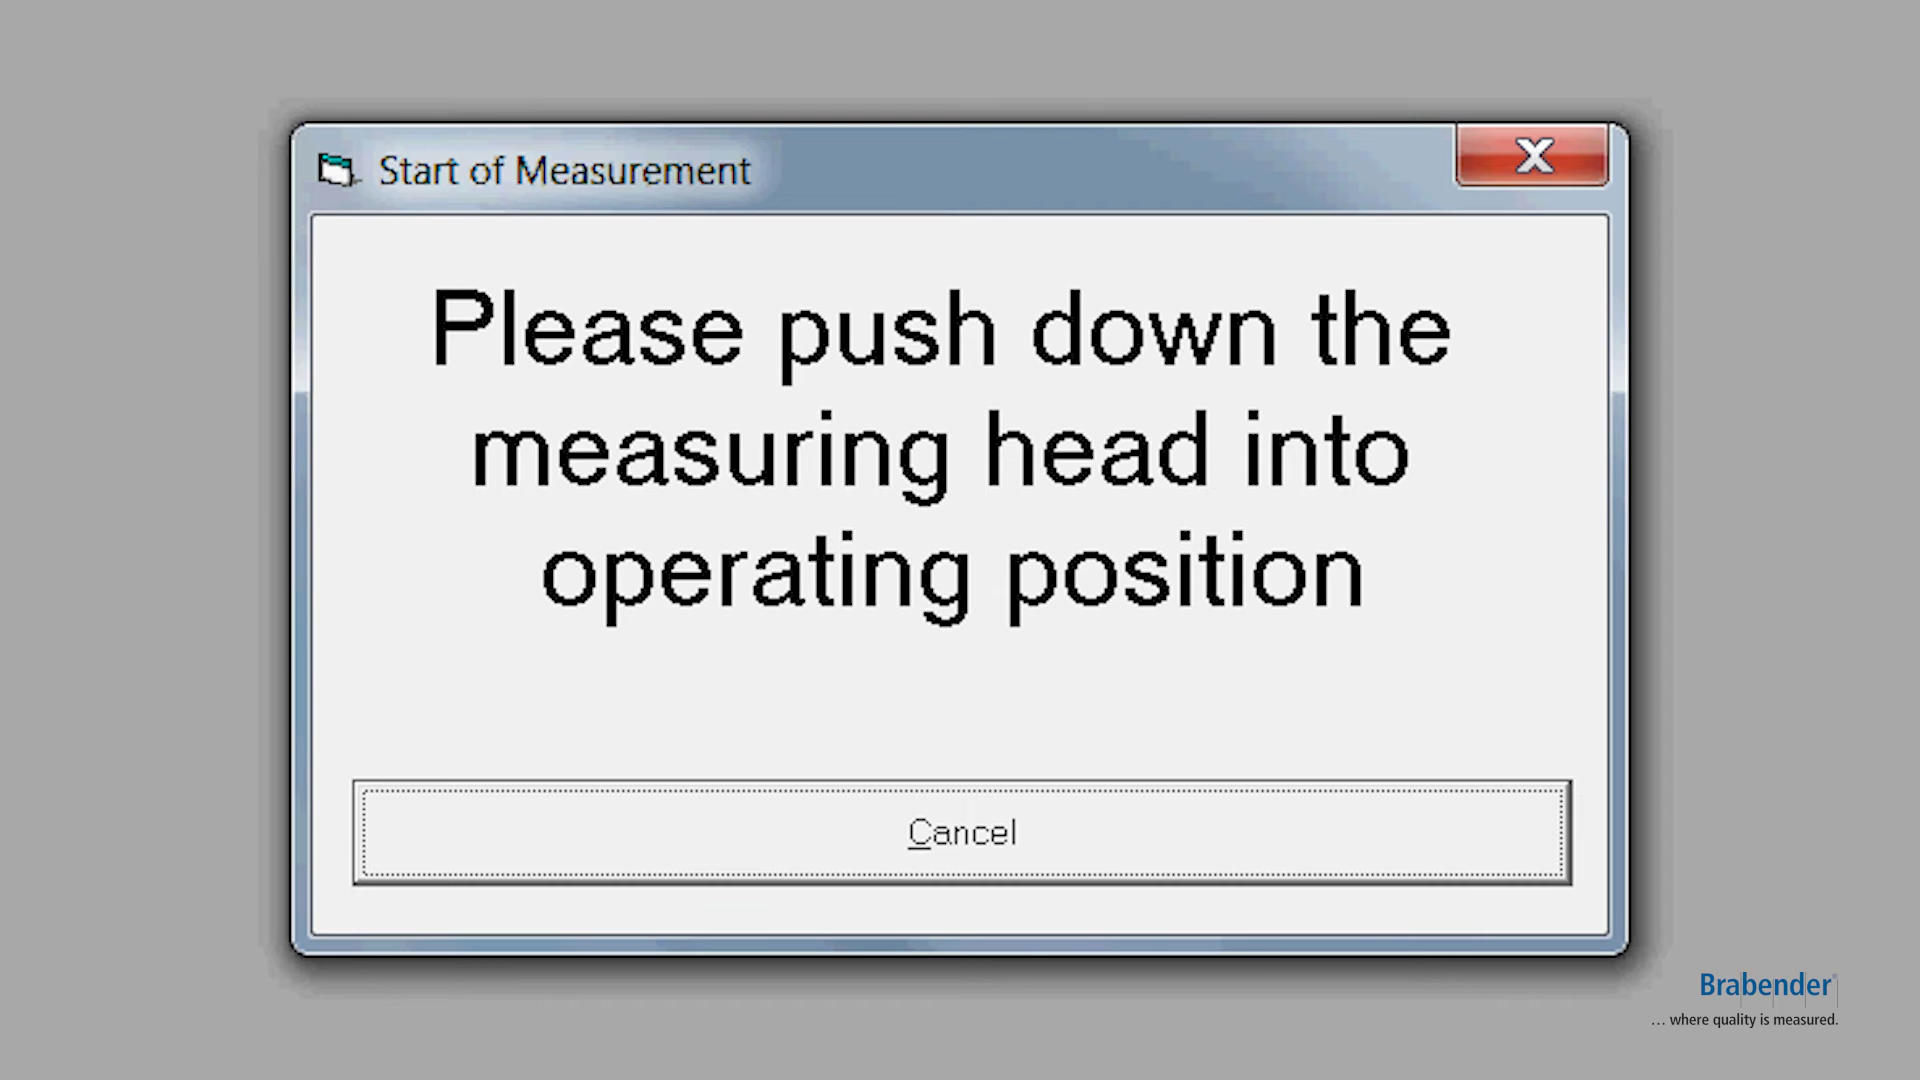 Start of Measurement
Please push down the
measuring head into
operating position
Cancel
Brabender®
... where quality is measured.